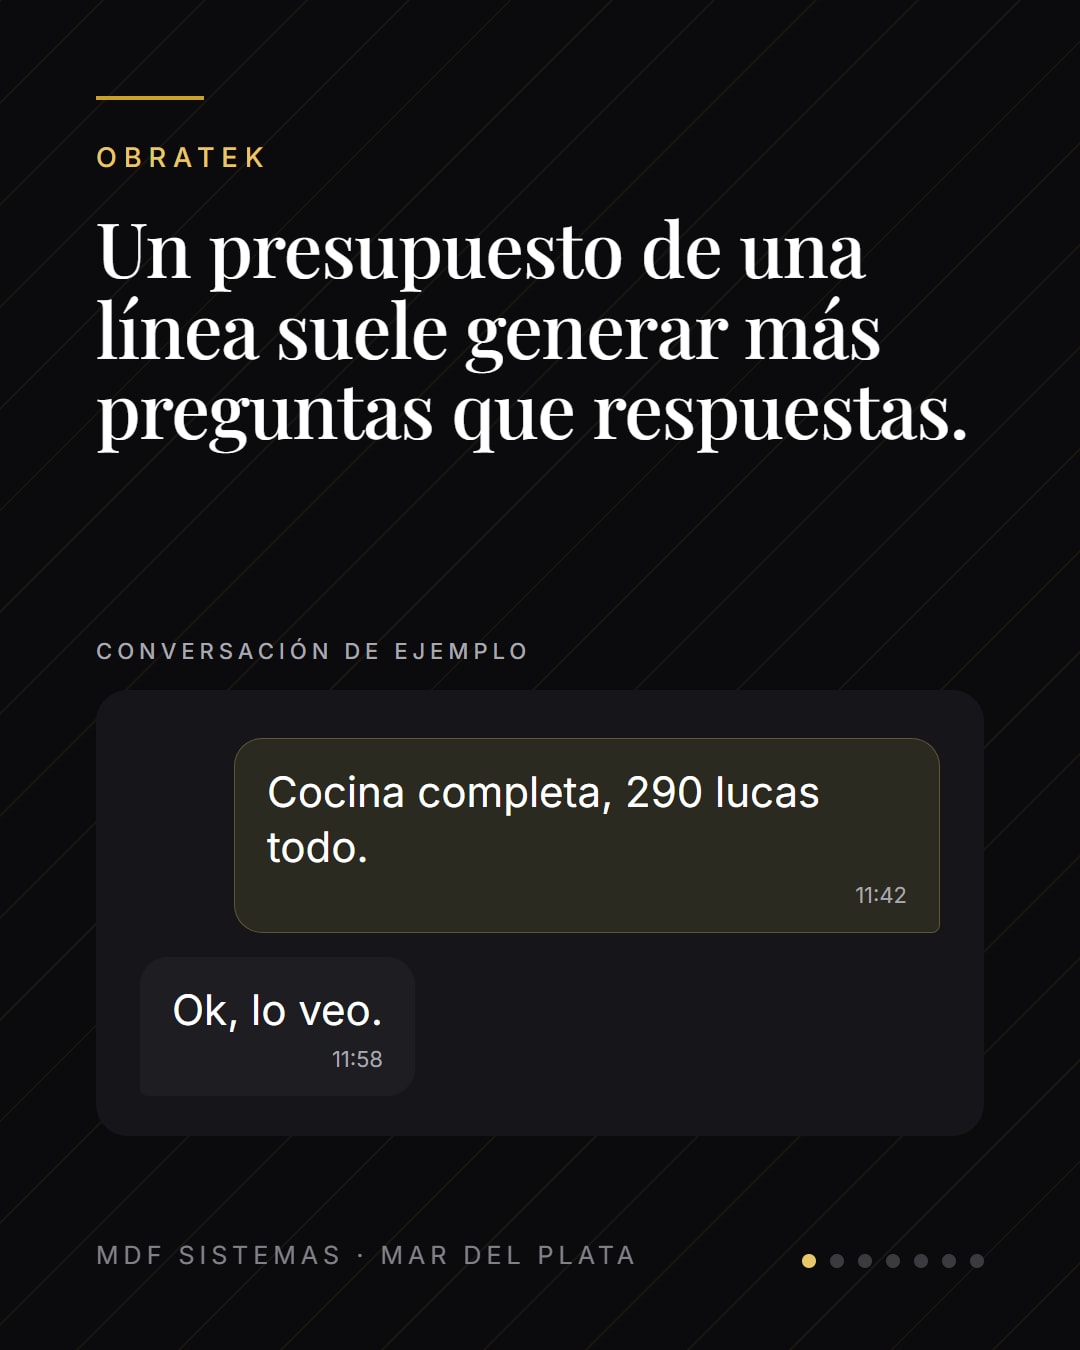 OBRATEK
Un presupuesto de una
línea suele generar más
preguntas que respuestas.
CONVERSACIÓN DE EJEMPLO
Cocina completa, 290 lucas
todo.
11:42
Ok, lo veo.
11:58
MDF SISTEMAS · MAR DEL PLATA